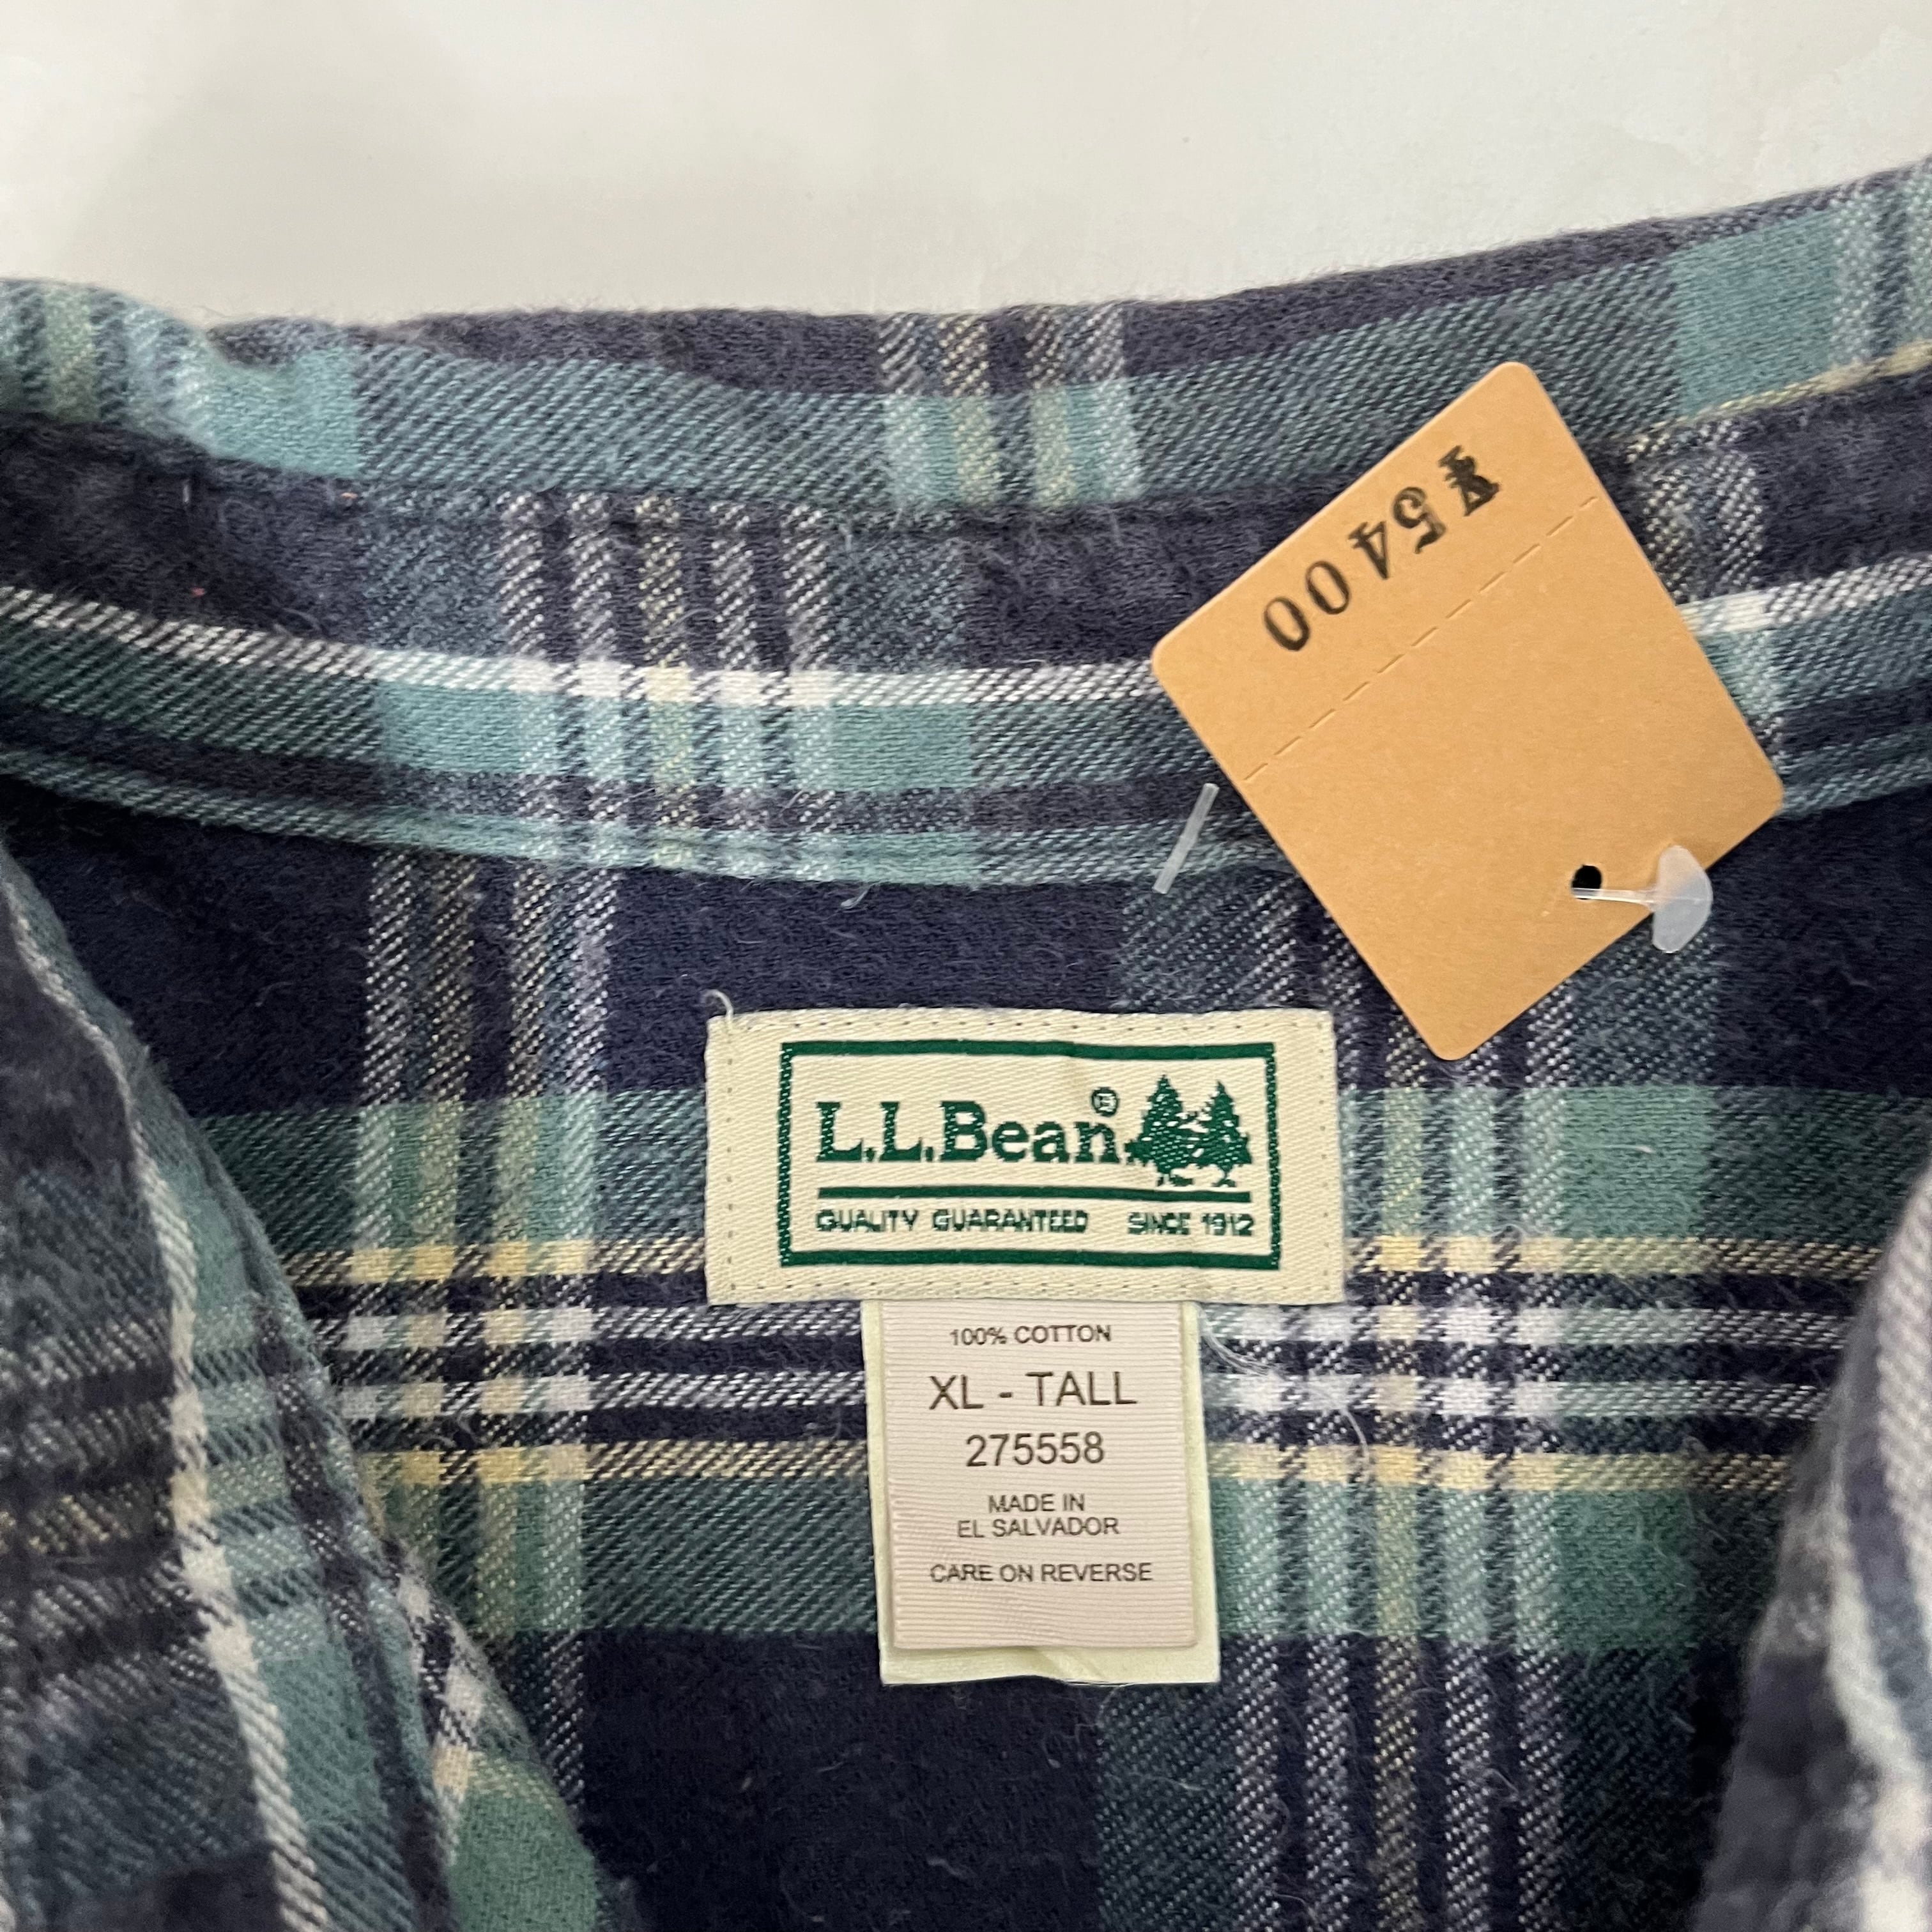 ¥5400
L.L.Bean®
QUALITY GUARANTEED SINCE 1912
100% COTTON
XL - TALL
275558
MADE IN
EL SALVADOR
CARE ON REVERSE